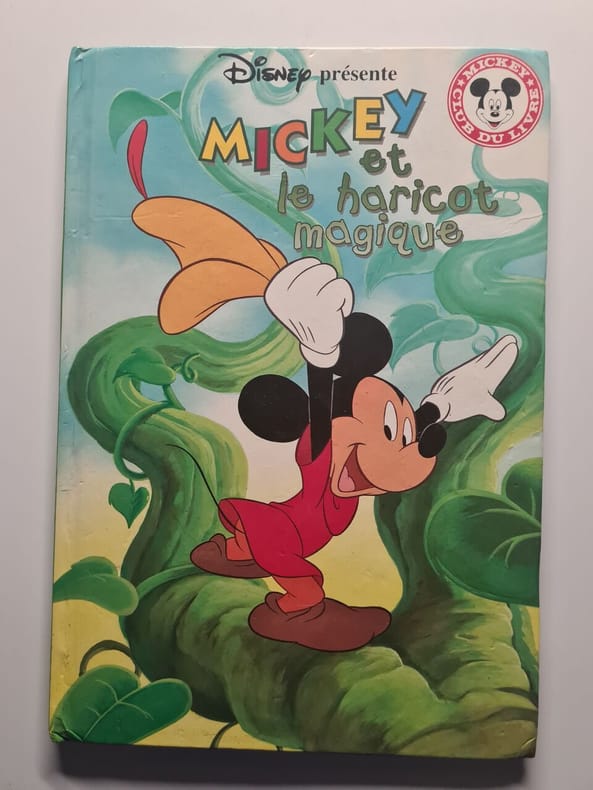 Disney présente
MICKEY
et
le haricot
magique
MICKEY
CLUB DU LIVRE